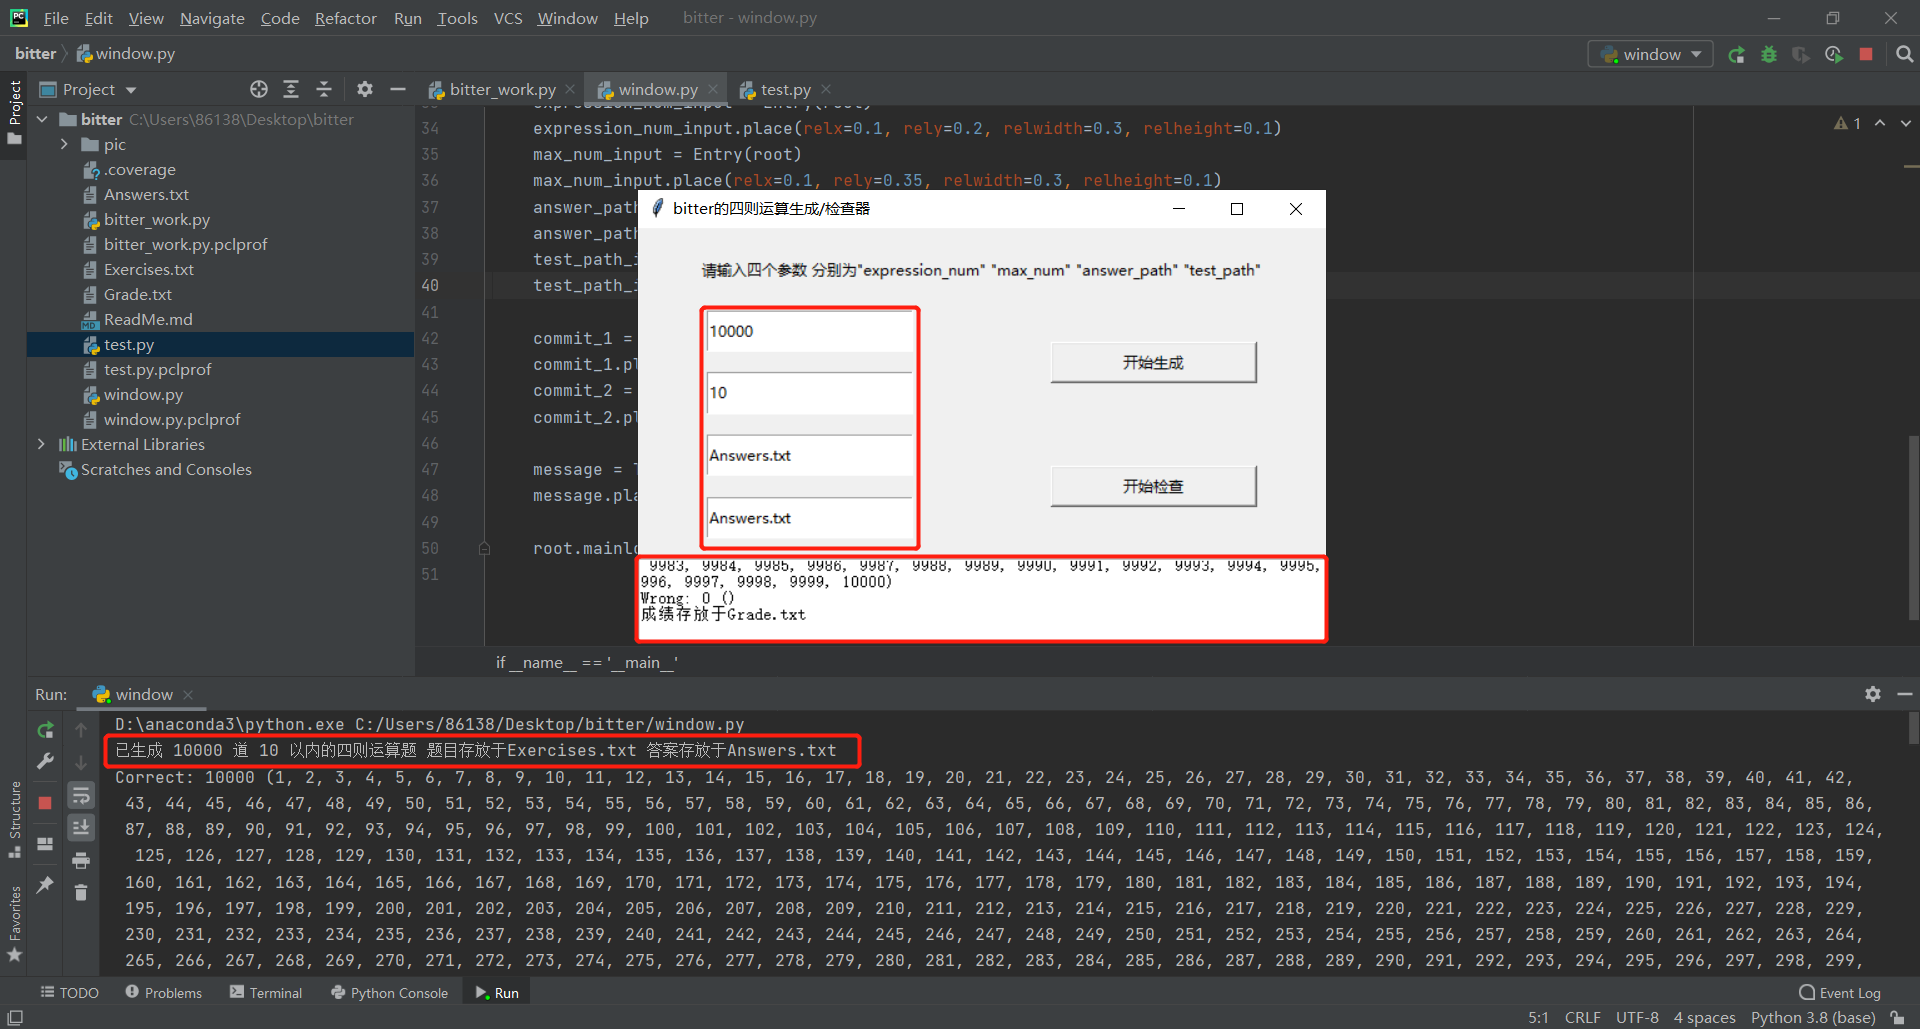 File Edit View Navigate Code Refactor Run Tools VCS Window Help bitter - window.py
bitter window.py
window
Project
Project
bitter_work.py
window.py
test.py
bitter C:\Users\86138\Desktop\bitter
pic
.coverage
Answers.txt
bitter_work.py
bitter_work.py.pclprof
Exercises.txt
Grade.txt
ReadMe.md
test.py
test.py.pclprof
window.py
window.py.pclprof
External Libraries
Scratches and Consoles
1
34 expression_num_input.place(relx=0.1, rely=0.2, relwidth=0.3, relheight=0.1)
35 max_num_input = Entry(root)
36 max_num_input.place(relx=0.1, rely=0.35, relwidth=0.3, relheight=0.1)
37 answer_path
38 answer_path
39 test_path_i
40 test_path_i
41
42 commit_1 =
43 commit_1.pl
44 commit_2 =
45 commit_2.pl
46
47 message = T
48 message.pla
49
50 root.mainlo
51
if __name__ == '__main__'
bitter的四则运算生成/检查器
请输入四个参数 分别为"expression_num" "max_num" "answer_path" "test_path"
10000
开始生成
10
Answers.txt
开始检查
Answers.txt
9983, 9984, 9985, 9986, 9987, 9988, 9989, 9990, 9991, 9992, 9993, 9994, 9995,
996, 9997, 9998, 9999, 10000)
Wrong: 0 ()
成绩存放于Grade.txt
Run: window
D:\anaconda3\python.exe C:/Users/86138/Desktop/bitter/window.py
已生成 10000 道 10 以内的四则运算题 题目存放于Exercises.txt 答案存放于Answers.txt
Correct: 10000 (1, 2, 3, 4, 5, 6, 7, 8, 9, 10, 11, 12, 13, 14, 15, 16, 17, 18, 19, 20, 21, 22, 23, 24, 25, 26, 27, 28, 29, 30, 31, 32, 33, 34, 35, 36, 37, 38, 39, 40, 41, 42,
43, 44, 45, 46, 47, 48, 49, 50, 51, 52, 53, 54, 55, 56, 57, 58, 59, 60, 61, 62, 63, 64, 65, 66, 67, 68, 69, 70, 71, 72, 73, 74, 75, 76, 77, 78, 79, 80, 81, 82, 83, 84, 85, 86,
87, 88, 89, 90, 91, 92, 93, 94, 95, 96, 97, 98, 99, 100, 101, 102, 103, 104, 105, 106, 107, 108, 109, 110, 111, 112, 113, 114, 115, 116, 117, 118, 119, 120, 121, 122, 123, 124,
125, 126, 127, 128, 129, 130, 131, 132, 133, 134, 135, 136, 137, 138, 139, 140, 141, 142, 143, 144, 145, 146, 147, 148, 149, 150, 151, 152, 153, 154, 155, 156, 157, 158, 159,
160, 161, 162, 163, 164, 165, 166, 167, 168, 169, 170, 171, 172, 173, 174, 175, 176, 177, 178, 179, 180, 181, 182, 183, 184, 185, 186, 187, 188, 189, 190, 191, 192, 193, 194,
195, 196, 197, 198, 199, 200, 201, 202, 203, 204, 205, 206, 207, 208, 209, 210, 211, 212, 213, 214, 215, 216, 217, 218, 219, 220, 221, 222, 223, 224, 225, 226, 227, 228, 229,
230, 231, 232, 233, 234, 235, 236, 237, 238, 239, 240, 241, 242, 243, 244, 245, 246, 247, 248, 249, 250, 251, 252, 253, 254, 255, 256, 257, 258, 259, 260, 261, 262, 263, 264,
265, 266, 267, 268, 269, 270, 271, 272, 273, 274, 275, 276, 277, 278, 279, 280, 281, 282, 283, 284, 285, 286, 287, 288, 289, 290, 291, 292, 293, 294, 295, 296, 297, 298, 299,
Structure
Favorites
TODO Problems Terminal Python Console Run Event Log
5:1 CRLF UTF-8 4 spaces Python 3.8 (base)